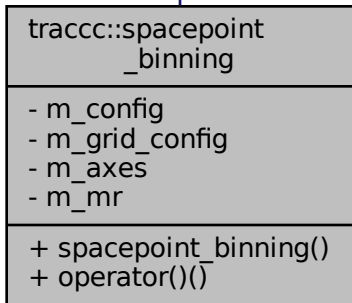 traccc::spacepoint
_binning
- m_config
- m_grid_config
- m_axes
- m_mr
+ spacepoint_binning()
+ operator()()